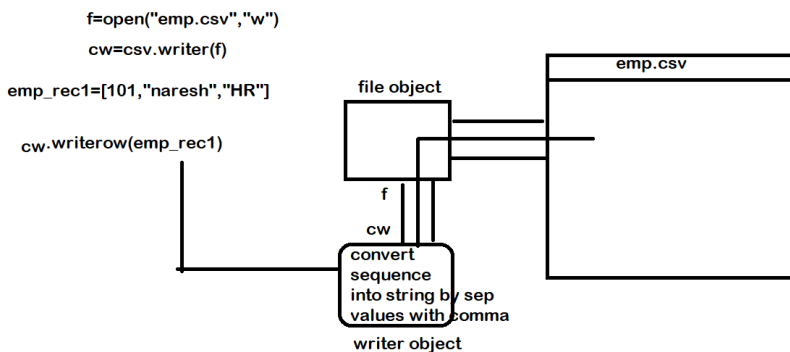 f=open("emp.csv","w")
cw=csv.writer(f)
emp_rec1=[101,"naresh","HR"]
cw.writerow(emp_rec1)
file object
f
cw
convert
sequence
into string by sep
values with comma
writer object
emp.csv